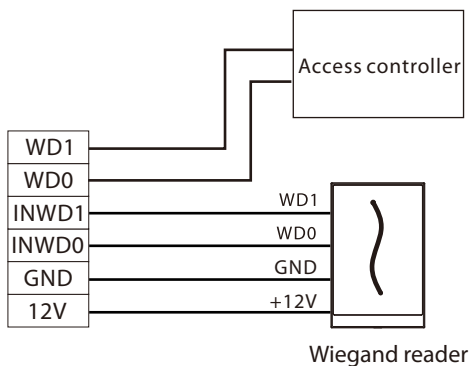 Access controller
WD1
WD0
INWD1
INWD0
GND
12V
WD1
WD0
GND
+12V
Wiegand reader